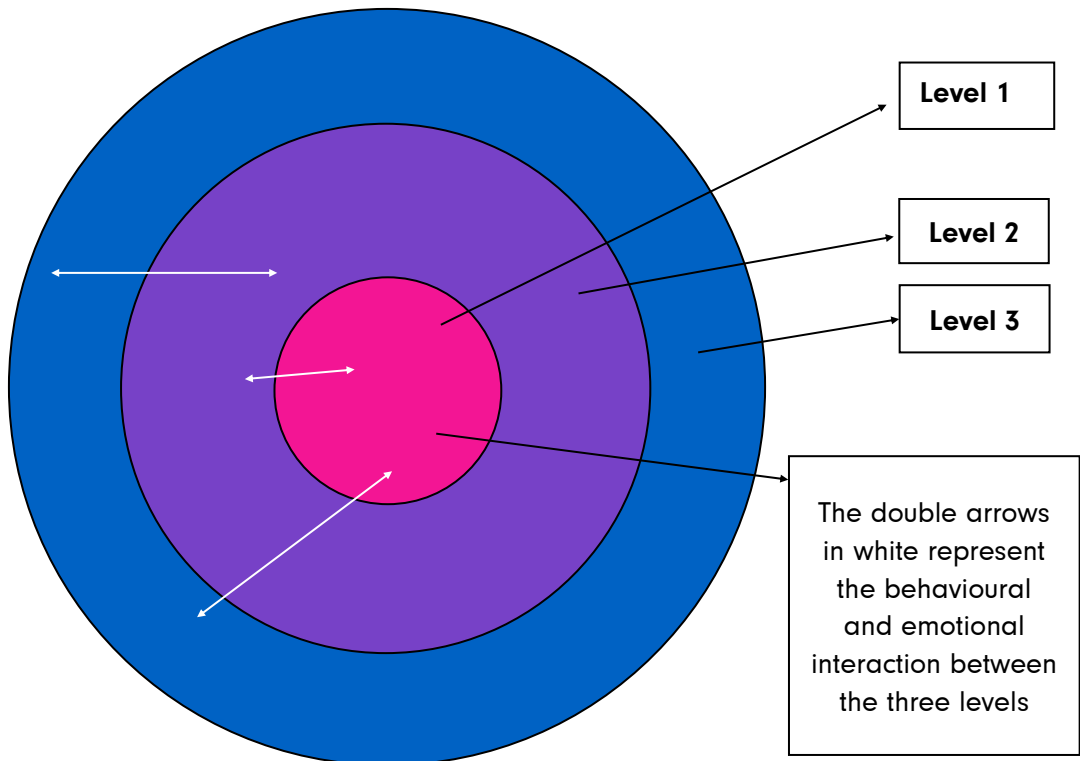 Level 1
Level 2
Level 3
The double arrows
in white represent
the behavioural
and emotional
interaction between
the three levels